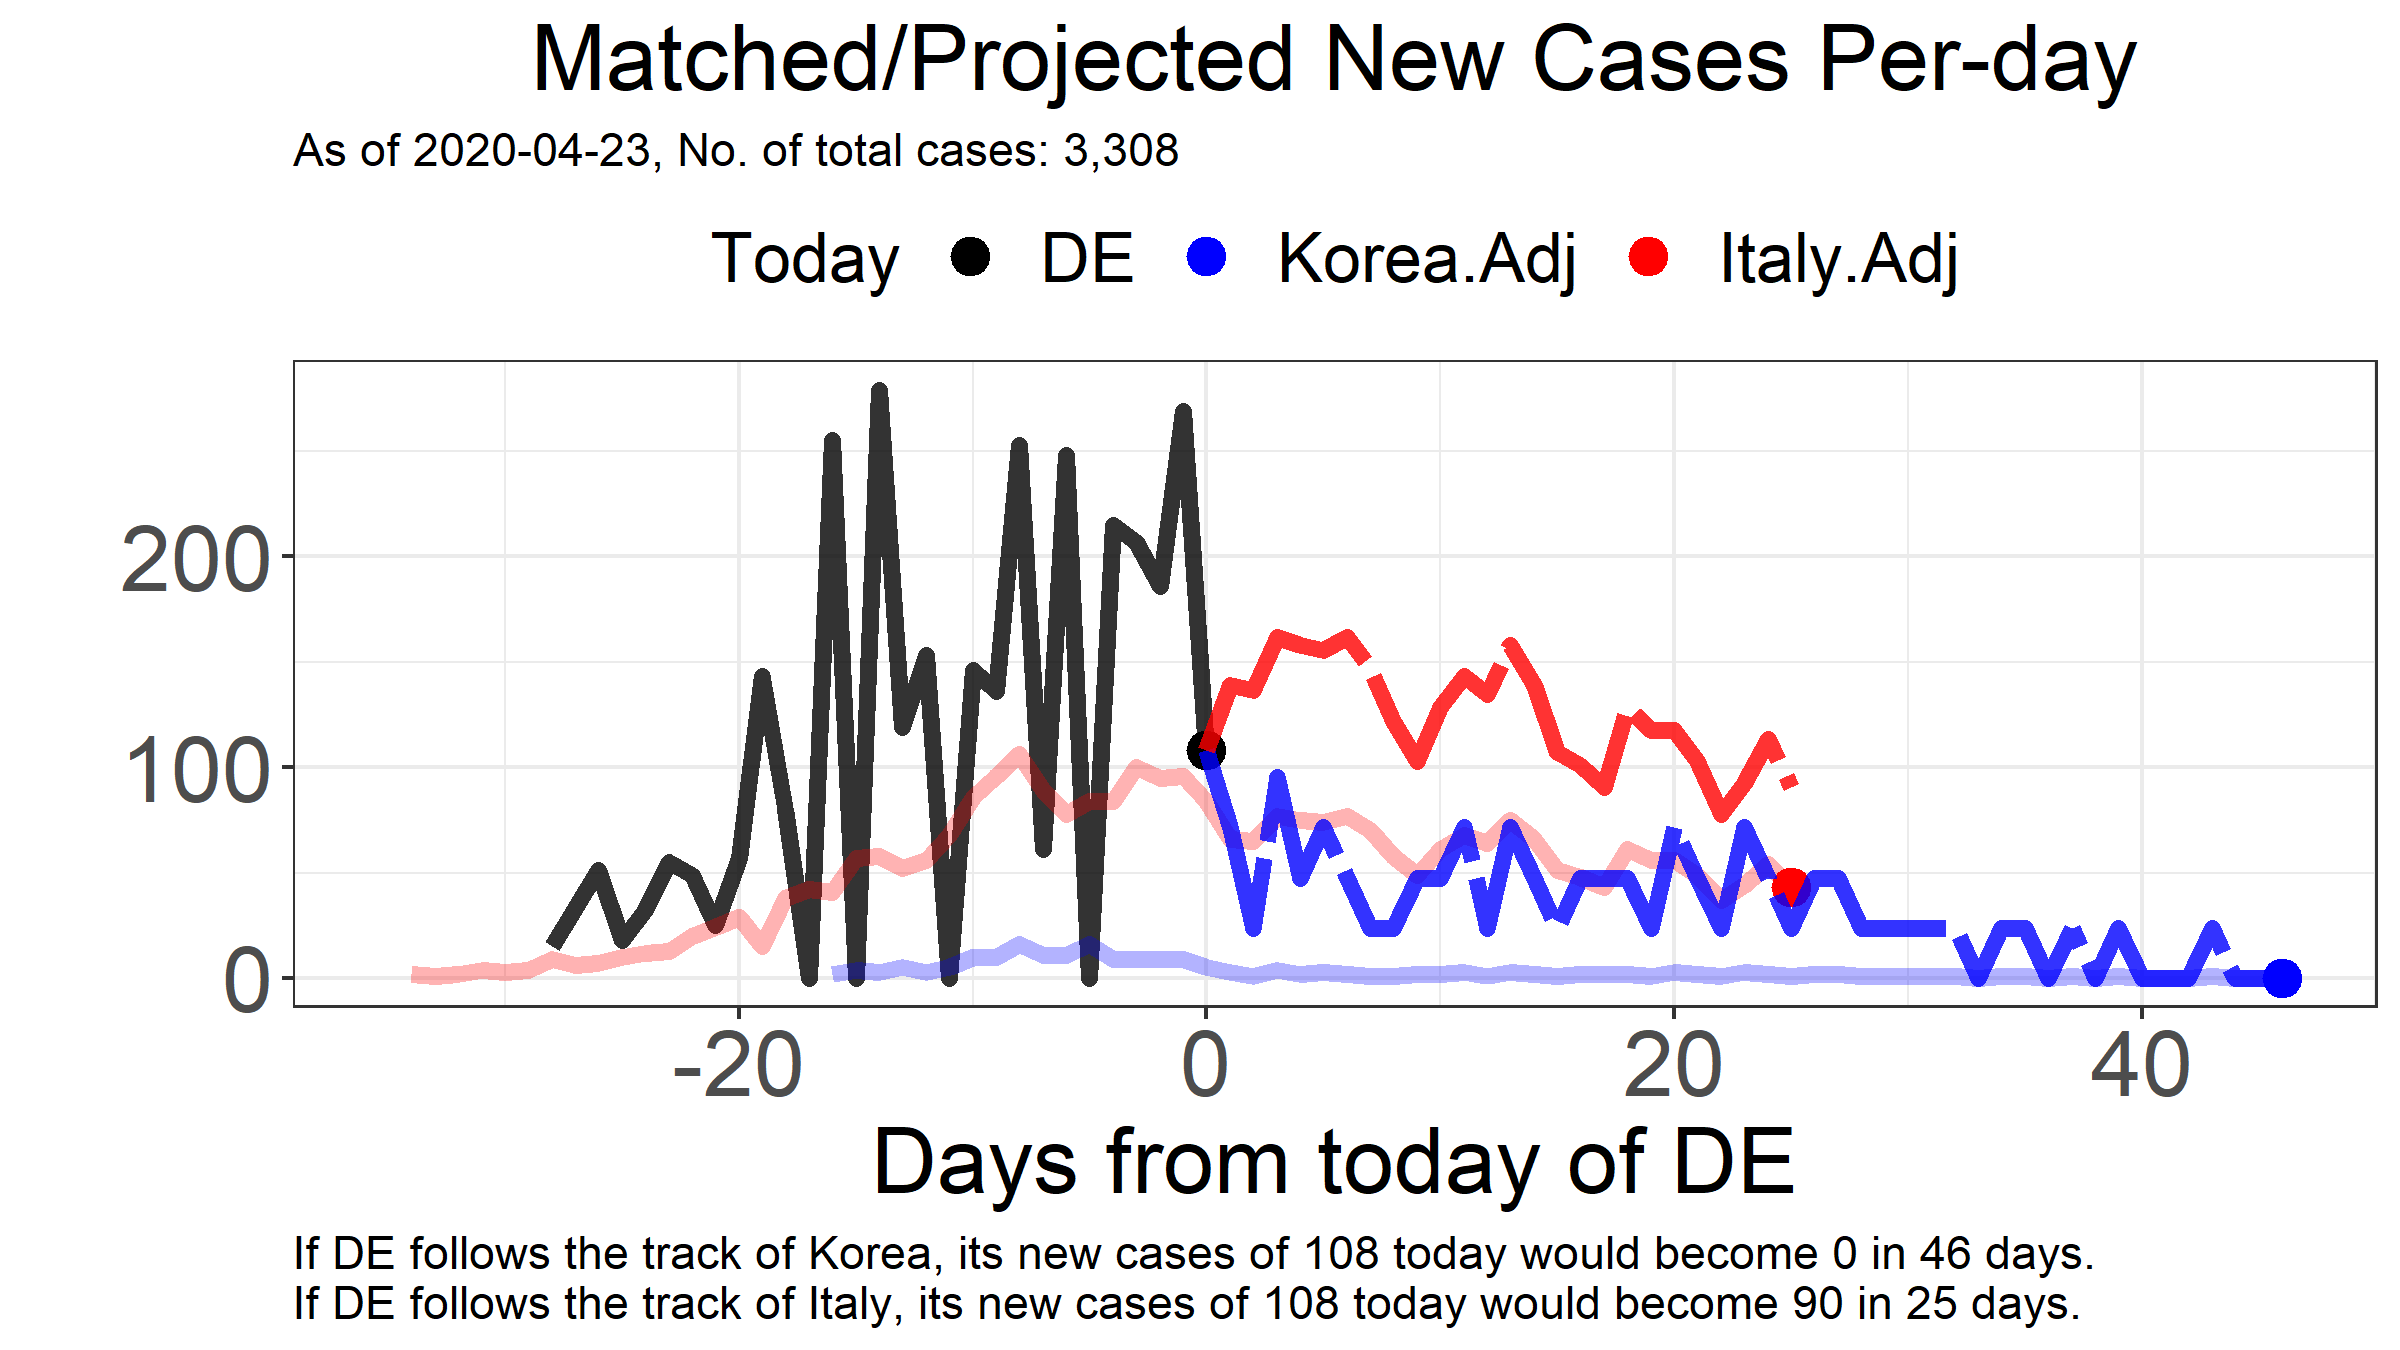 Matched/Projected New Cases Per-day
As of 2020-04-23, No. of total cases: 3,308
Today DE Korea.Adj Italy.Adj
200
100
0
-20 0 20 40
Days from today of DE
If DE follows the track of Korea, its new cases of 108 today would become 0 in 46 days.
If DE follows the track of Italy, its new cases of 108 today would become 90 in 25 days.